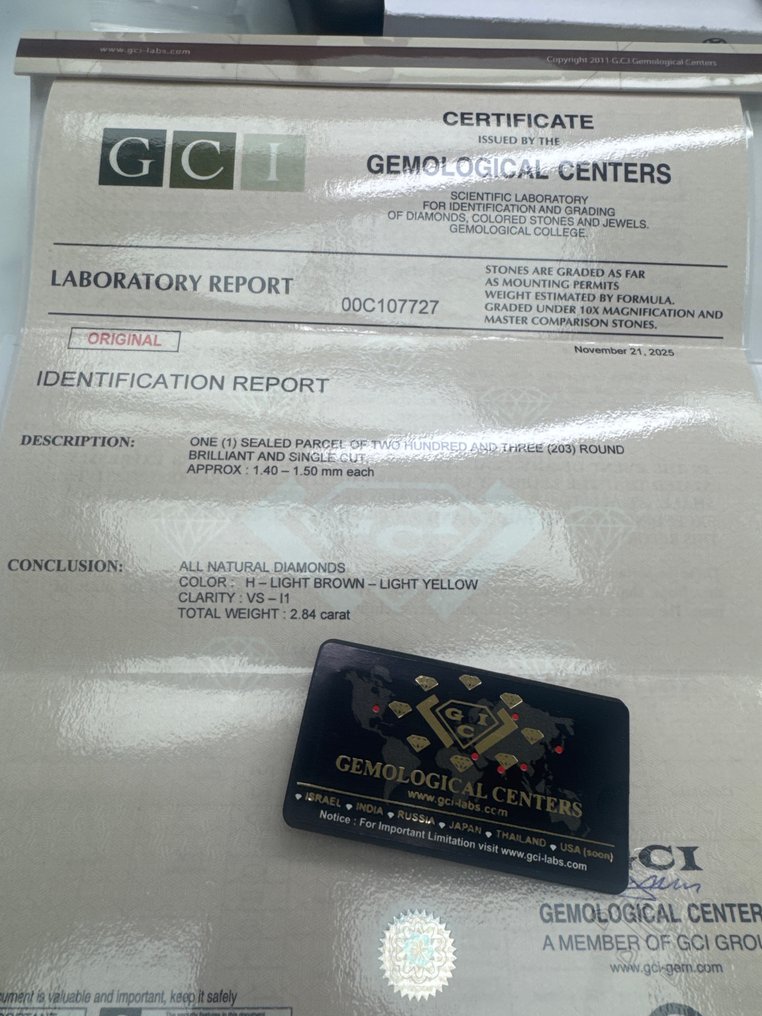 www.gci-labs.com
Copyright 2011 G.C.I Gemological Centers
G C I
CERTIFICATE
ISSUED BY THE
GEMOLOGICAL CENTERS
SCIENTIFIC LABORATORY
FOR IDENTIFICATION AND GRADING
OF DIAMONDS, COLORED STONES AND JEWELS.
GEMOLOGICAL COLLEGE.
LABORATORY REPORT
00C107727
STONES ARE GRADED AS FAR
AS MOUNTING PERMITS
WEIGHT ESTIMATED BY FORMULA.
GRADED UNDER 10X MAGNIFICATION AND
MASTER COMPARISON STONES.
ORIGINAL
November 21, 2025
IDENTIFICATION REPORT
DESCRIPTION:
ONE (1) SEALED PARCEL OF TWO HUNDRED AND THREE (203) ROUND
BRILLIANT AND SINGLE CUT
APPROX : 1.40 – 1.50 mm each
GCI
CONCLUSION:
ALL NATURAL DIAMONDS
COLOR : H – LIGHT BROWN – LIGHT YELLOW
CLARITY : VS – I1
TOTAL WEIGHT : 2.84 carat
G I
C
GEMOLOGICAL CENTERS
www.gci-labs.com
ISRAEL INDIA RUSSIA JAPAN THAILAND USA (soon)
Notice : For Important Limitation visit www.gci-labs.com
GCI
GEMOLOGICAL CENTER
A MEMBER OF GCI GROU
www.gci-gem.com
ument is valuable and important, keep it safely